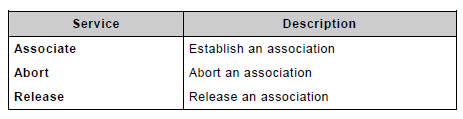 Service Description
Associate Establish an association
Abort Abort an association
Release Release an association